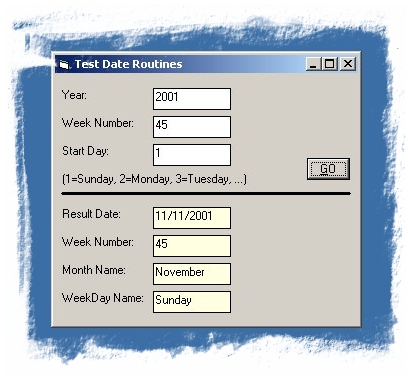 Test Date Routines
Year: 2001
Week Number: 45
Start Day: 1
(1=Sunday, 2=Monday, 3=Tuesday, ...)
GO
Result Date: 11/11/2001
Week Number: 45
Month Name: November
WeekDay Name: Sunday